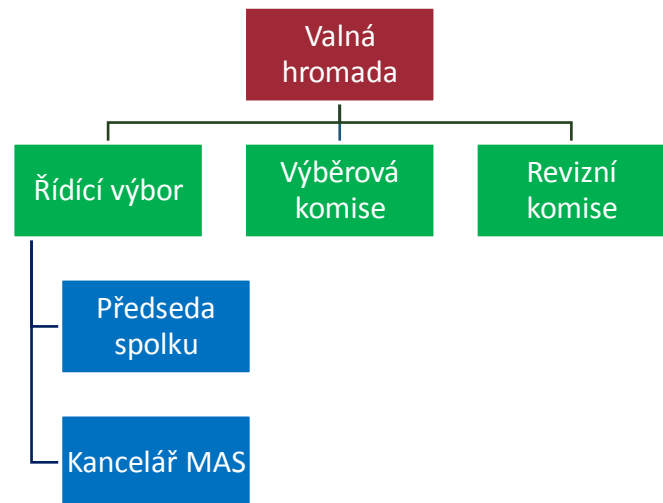 Valná
hromada
Řídící výbor
Výběrová
komise
Revizní
komise
Předseda
spolku
Kancelář MAS